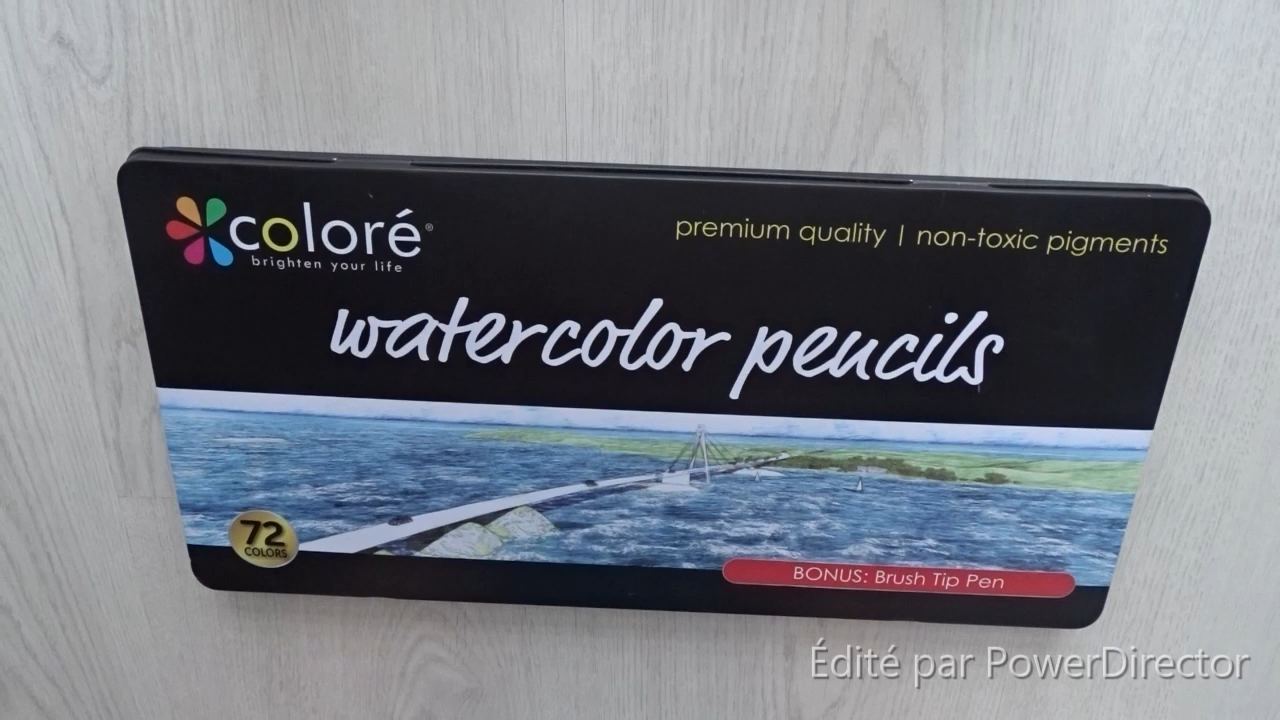 coloré®
brighten your life
premium quality | non-toxic pigments
watercolor pencils
72
COLORS
BONUS: Brush Tip Pen
Édité par PowerDirector